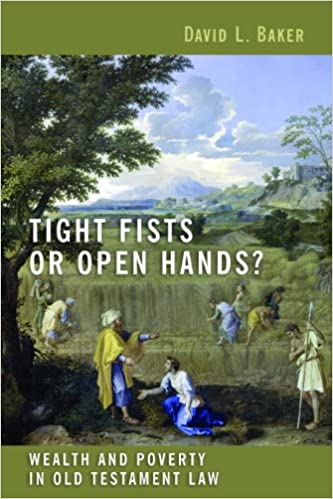 DAVID L. BAKER
TIGHT FISTS
OR OPEN HANDS?
WEALTH AND POVERTY
IN OLD TESTAMENT LAW